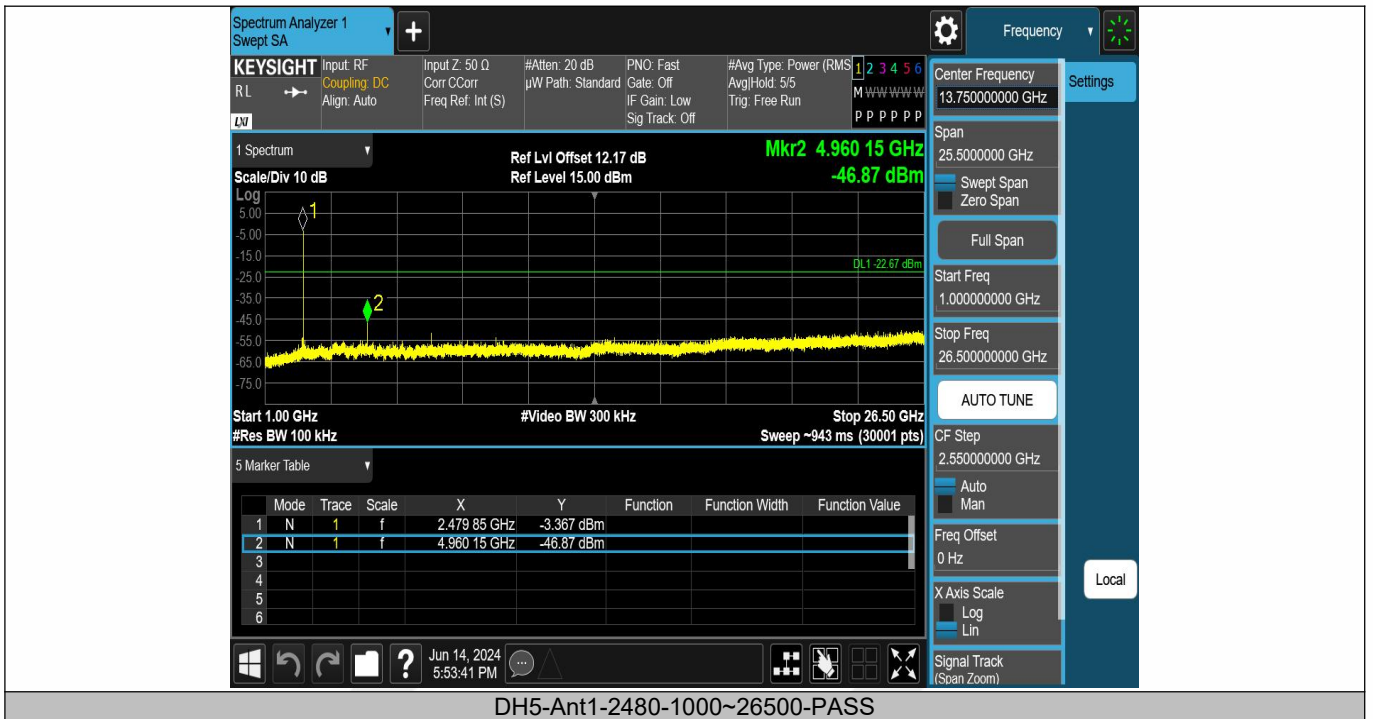 Spectrum Analyzer 1
Swept SA
+
Frequency
KEYSIGHT
RL
LXI
Input: RF
Coupling: DC
Align: Auto
Input Z: 50 Ω
Corr CCorr
Freq Ref: Int (S)
#Atten: 20 dB
µW Path: Standard
PNO: Fast
Gate: Off
IF Gain: Low
Sig Track: Off
#Avg Type: Power (RMS
Avg|Hold: 5/5
Trig: Free Run
1 2 3 4 5 6
M W W W W W
P P P P P P
1 Spectrum
Scale/Div 10 dB
Ref Lvl Offset 12.17 dB
Ref Level 15.00 dBm
Mkr2 4.960 15 GHz
-46.87 dBm
Log
5.00
-5.00
-15.0
-25.0
-35.0
-45.0
-55.0
-65.0
-75.0
1
2
DL1 -22.67 dBm
Start 1.00 GHz
#Video BW 300 kHz
Stop 26.50 GHz
#Res BW 100 kHz
Sweep ~943 ms (30001 pts)
5 Marker Table
Mode Trace Scale X Y Function Function Width Function Value
1 N 1 f 2.479 85 GHz -3.367 dBm
2 N 1 f 4.960 15 GHz -46.87 dBm
3
4
5
6
?
Jun 14, 2024
5:53:41 PM
Center Frequency
13.750000000 GHz
Settings
Span
25.5000000 GHz
Swept Span
Zero Span
Full Span
Start Freq
1.000000000 GHz
Stop Freq
26.500000000 GHz
AUTO TUNE
CF Step
2.550000000 GHz
Auto
Man
Freq Offset
0 Hz
X Axis Scale
Log
Lin
Local
Signal Track
(Span Zoom)
DH5-Ant1-2480-1000~26500-PASS